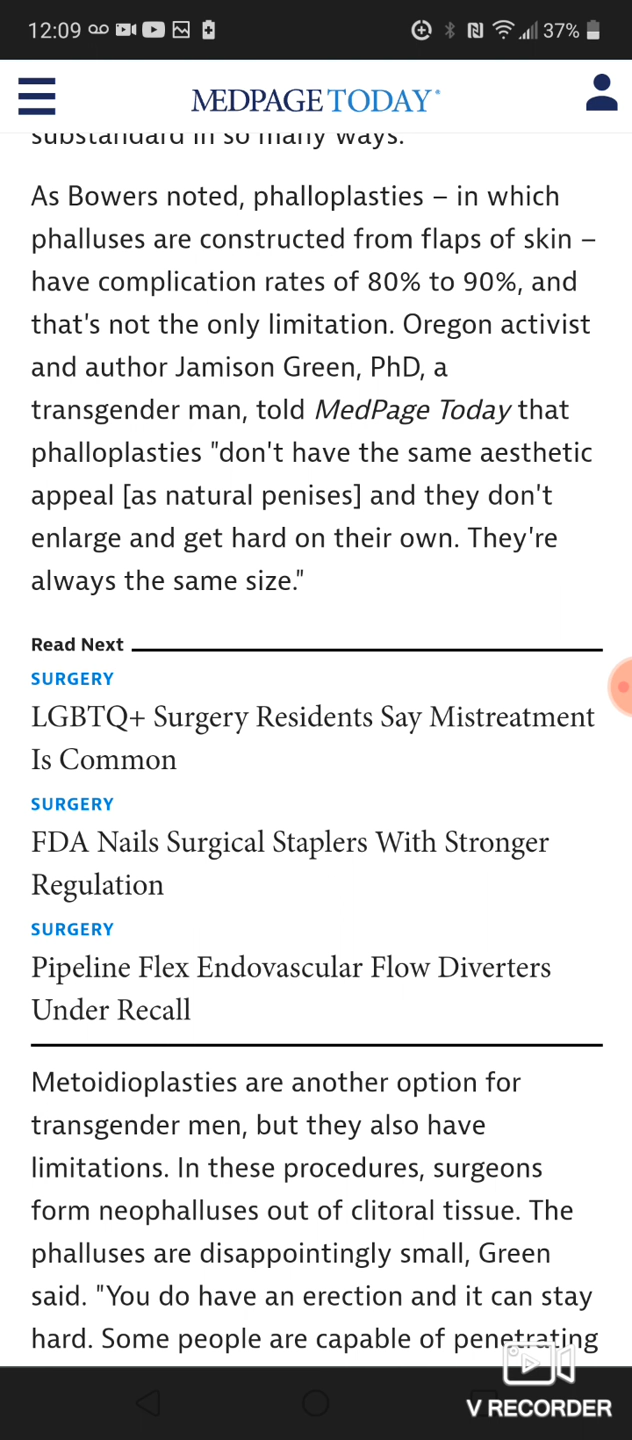 12:09
37%
MEDPAGE TODAY®
substandard in so many ways.
As Bowers noted, phalloplasties – in which
phalluses are constructed from flaps of skin –
have complication rates of 80% to 90%, and
that's not the only limitation. Oregon activist
and author Jamison Green, PhD, a
transgender man, told MedPage Today that
phalloplasties "don't have the same aesthetic
appeal [as natural penises] and they don't
enlarge and get hard on their own. They're
always the same size."
Read Next
SURGERY
LGBTQ+ Surgery Residents Say Mistreatment
Is Common
SURGERY
FDA Nails Surgical Staplers With Stronger
Regulation
SURGERY
Pipeline Flex Endovascular Flow Diverters
Under Recall
Metoidioplasties are another option for
transgender men, but they also have
limitations. In these procedures, surgeons
form neophalluses out of clitoral tissue. The
phalluses are disappointingly small, Green
said. "You do have an erection and it can stay
hard. Some people are capable of penetrating
V RECORDER